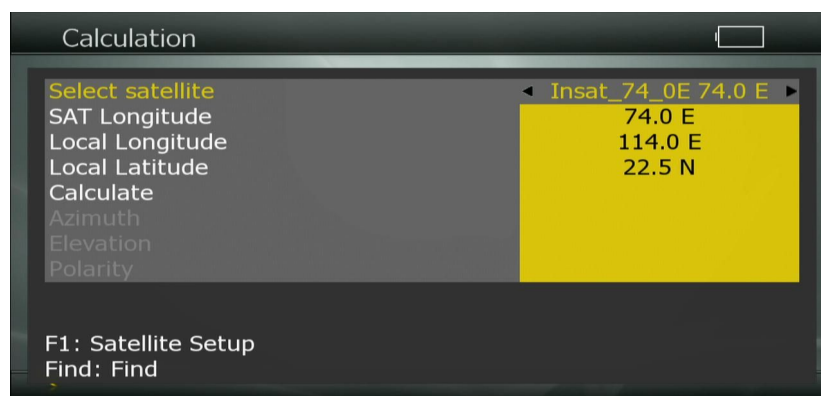 Calculation
Select satellite Insat_74_0E 74.0 E
SAT Longitude 74.0 E
Local Longitude 114.0 E
Local Latitude 22.5 N
Calculate
Azimuth
Elevation
Polarity
F1: Satellite Setup
Find: Find